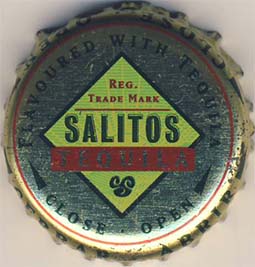 FLAVOURED WITH TEQUILA
REG.
TRADE MARK
SALITOS
TEQUILA
CLOSE · OPEN